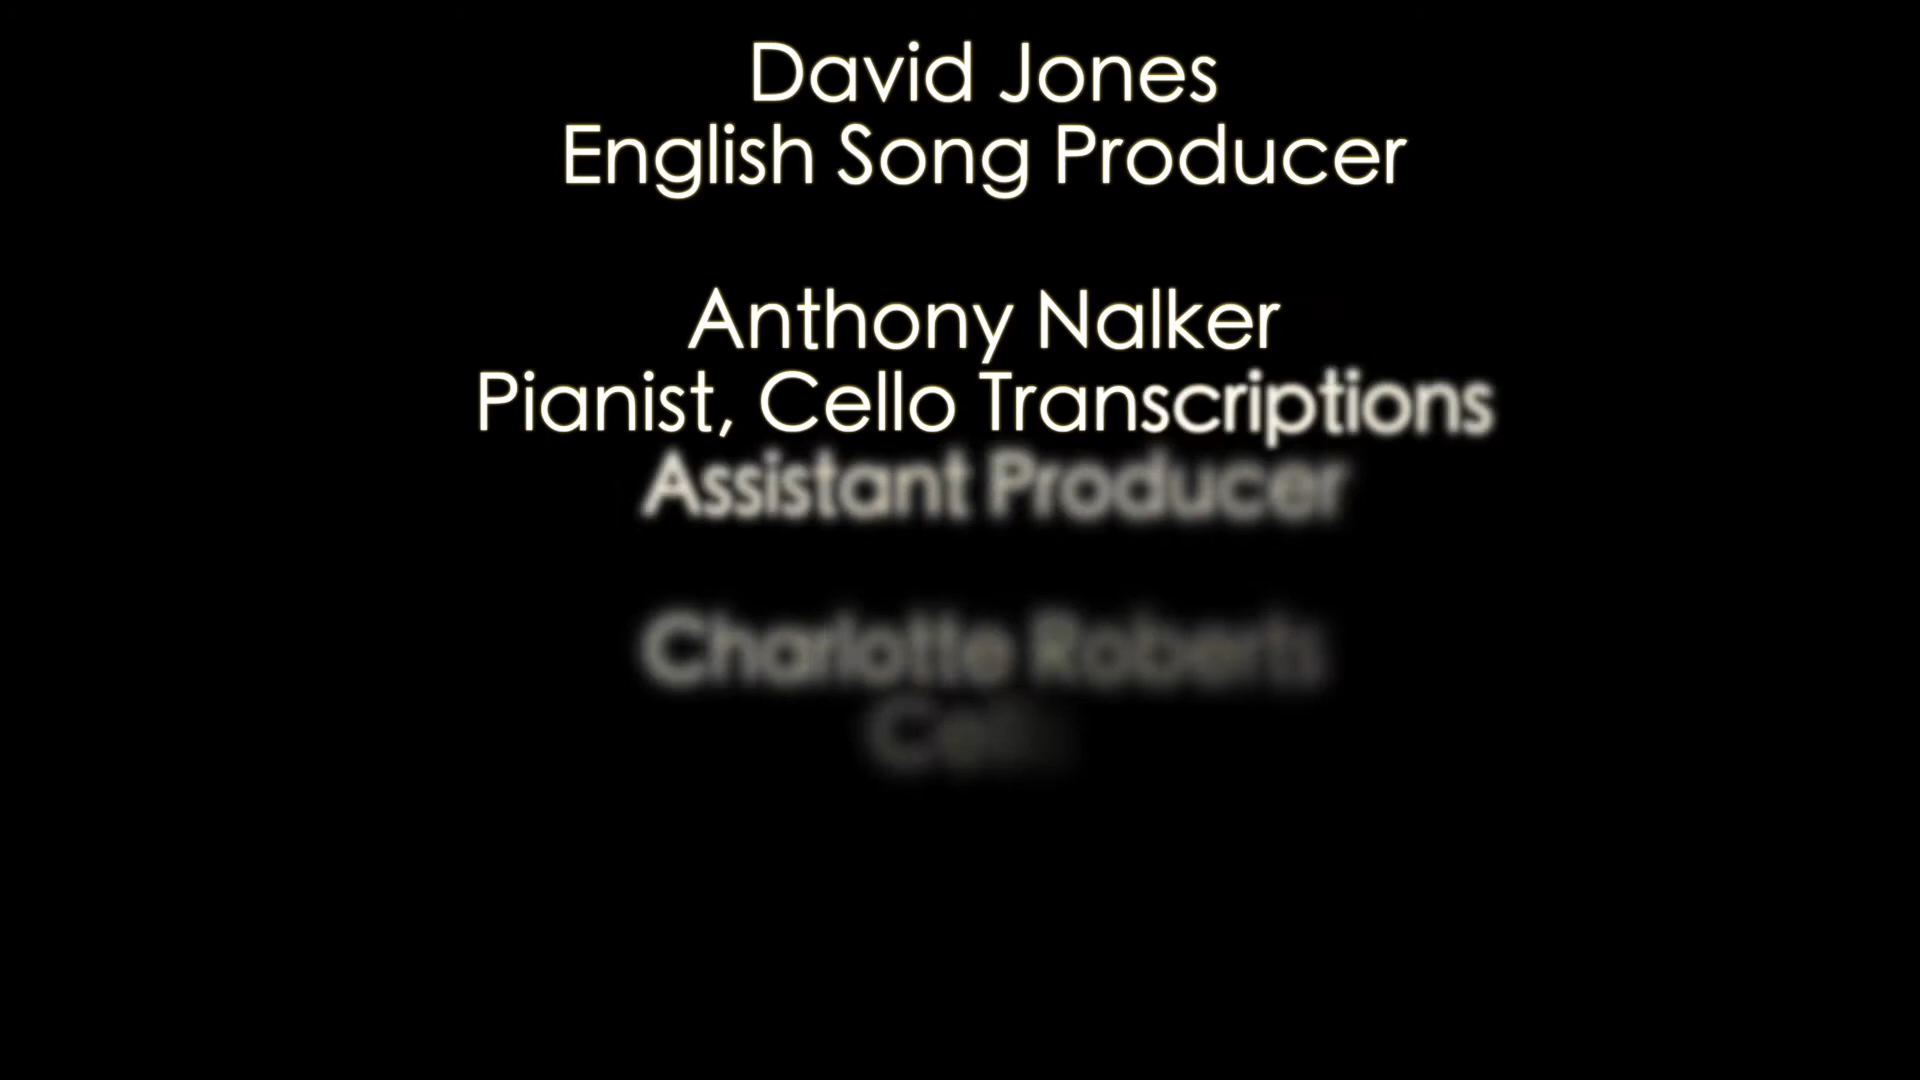 David Jones
English Song Producer
Anthony Nalker
Pianist, Cello Transcriptions
Assistant Producer
Charlotte Roberts